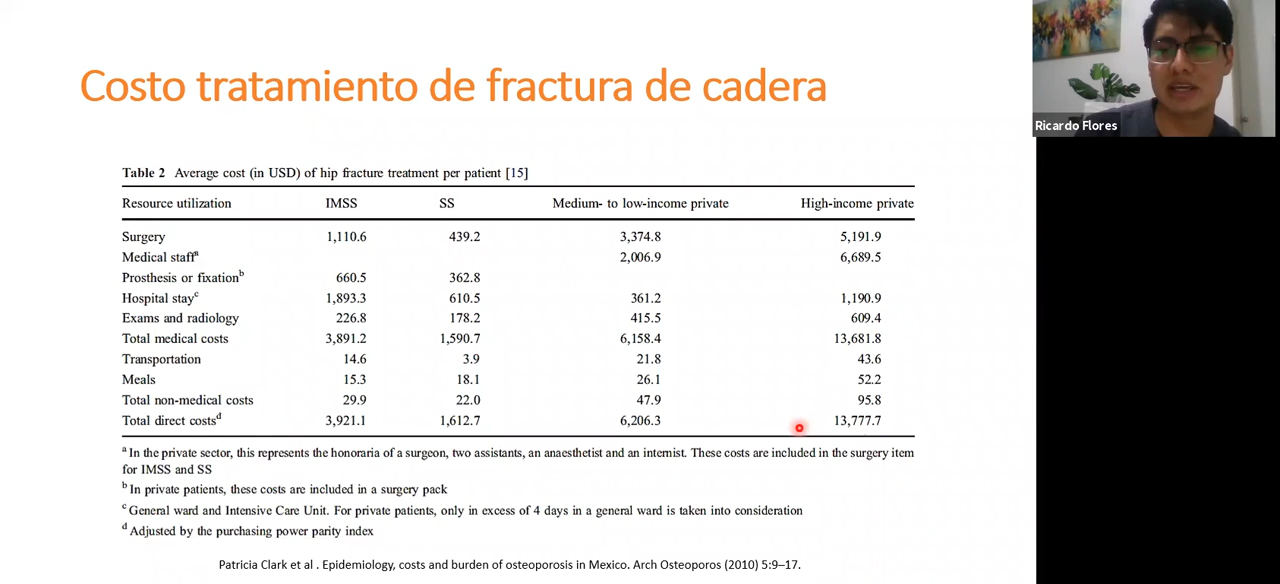 Costo tratamiento de fractura de cadera
Ricardo Flores
Table 2 Average cost (in USD) of hip fracture treatment per patient [15]
Resource utilization IMSS SS Medium- to low-income private High-income private
Surgery 1,110.6 439.2 3,374.8 5,191.9
Medical staffa 2,006.9 6,689.5
Prosthesis or fixationb 660.5 362.8
Hospital stayc 1,893.3 610.5 361.2 1,190.9
Exams and radiology 226.8 178.2 415.5 609.4
Total medical costs 3,891.2 1,590.7 6,158.4 13,681.8
Transportation 14.6 3.9 21.8 43.6
Meals 15.3 18.1 26.1 52.2
Total non-medical costs 29.9 22.0 47.9 95.8
Total direct costsd 3,921.1 1,612.7 6,206.3 13,777.7
a In the private sector, this represents the honoraria of a surgeon, two assistants, an anaesthetist and an internist. These costs are included in the surgery item
for IMSS and SS
b In private patients, these costs are included in a surgery pack
c General ward and Intensive Care Unit. For private patients, only in excess of 4 days in a general ward is taken into consideration
d Adjusted by the purchasing power parity index
Patricia Clark et al . Epidemiology, costs and burden of osteoporosis in Mexico. Arch Osteoporos (2010) 5:9–17.